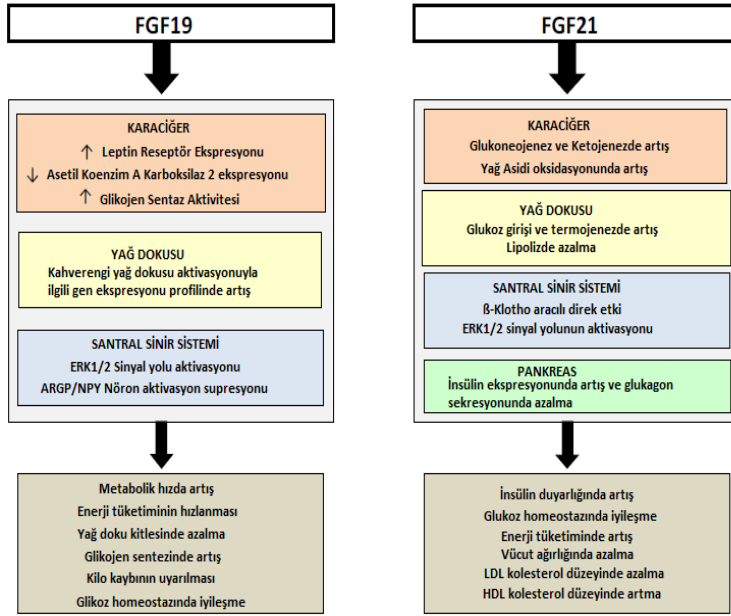 FGF19
KARACİĞER
↑ Leptin Reseptör Ekspresyonu
↓ Asetil Koenzim A Karboksilaz 2 ekspresyonu
↑ Glikojen Sentaz Aktivitesi
YAĞ DOKUSU
Kahverengi yağ dokusu aktivasyonuyla
ilgili gen ekspresyonu profilinde artış
SANTRAL SİNİR SİSTEMİ
ERK1/2 Sinyal yolu aktivasyonu
ARGP/NPY Nöron aktivasyon supresyonu
Metabolik hızda artış
Enerji tüketiminin hızlanması
Yağ doku kitlesinde azalma
Glikojen sentezinde artış
Kilo kaybının uyarılması
Glikoz homeostazında iyileşme
FGF21
KARACİĞER
Glukoneojenez ve Ketojenezde artış
Yağ Asidi oksidasyonunda artış
YAĞ DOKUSU
Glukoz girişi ve termojenezde artış
Lipolizde azalma
SANTRAL SİNİR SİSTEMİ
ß-Klotho aracılı direk etki
ERK1/2 sinyal yolunun aktivasyonu
PANKREAS
İnsülin ekspresyonunda artış ve glukagon
sekresyonunda azalma
İnsülin duyarlığında artış
Glukoz homeostazında iyileşme
Enerji tüketiminde artış
Vücut ağırlığında azalma
LDL kolesterol düzeyinde azalma
HDL kolesterol düzeyinde artma